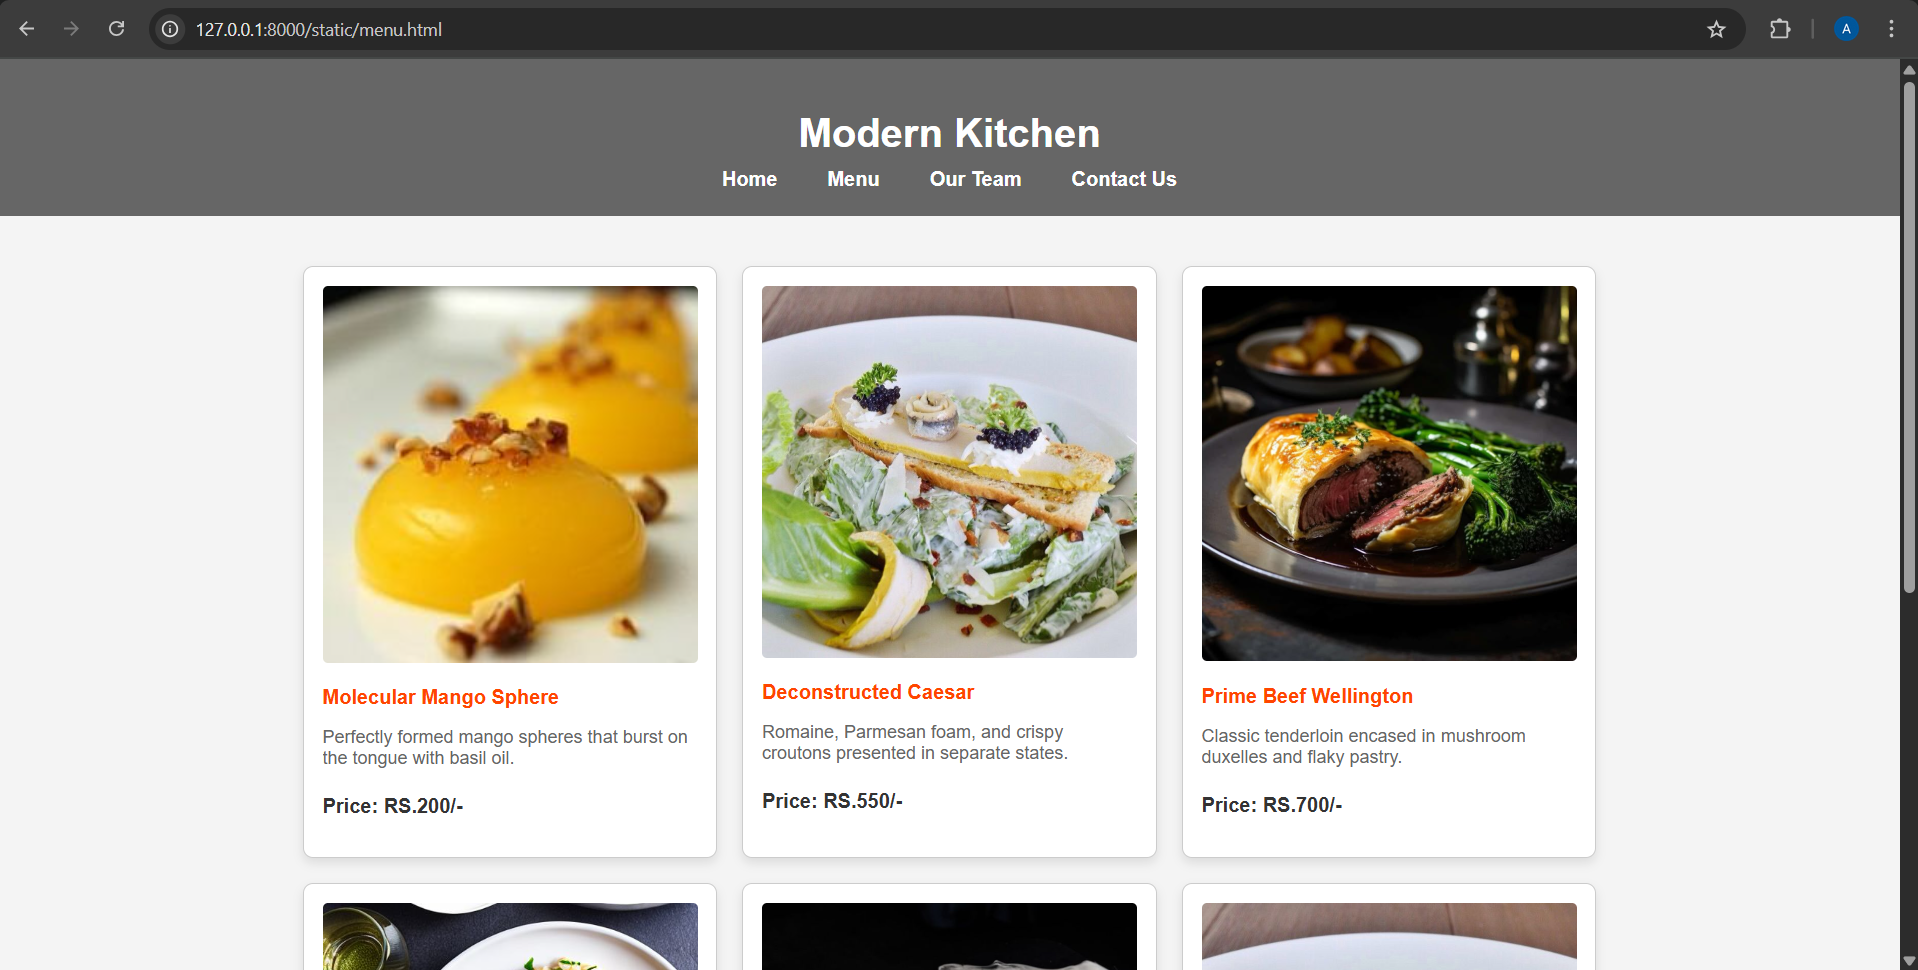 127.0.0.1:8000/static/menu.html
A
Modern Kitchen
Home Menu Our Team Contact Us
Molecular Mango Sphere
Perfectly formed mango spheres that burst on
the tongue with basil oil.
Price: RS.200/-
Deconstructed Caesar
Romaine, Parmesan foam, and crispy
croutons presented in separate states.
Price: RS.550/-
Prime Beef Wellington
Classic tenderloin encased in mushroom
duxelles and flaky pastry.
Price: RS.700/-